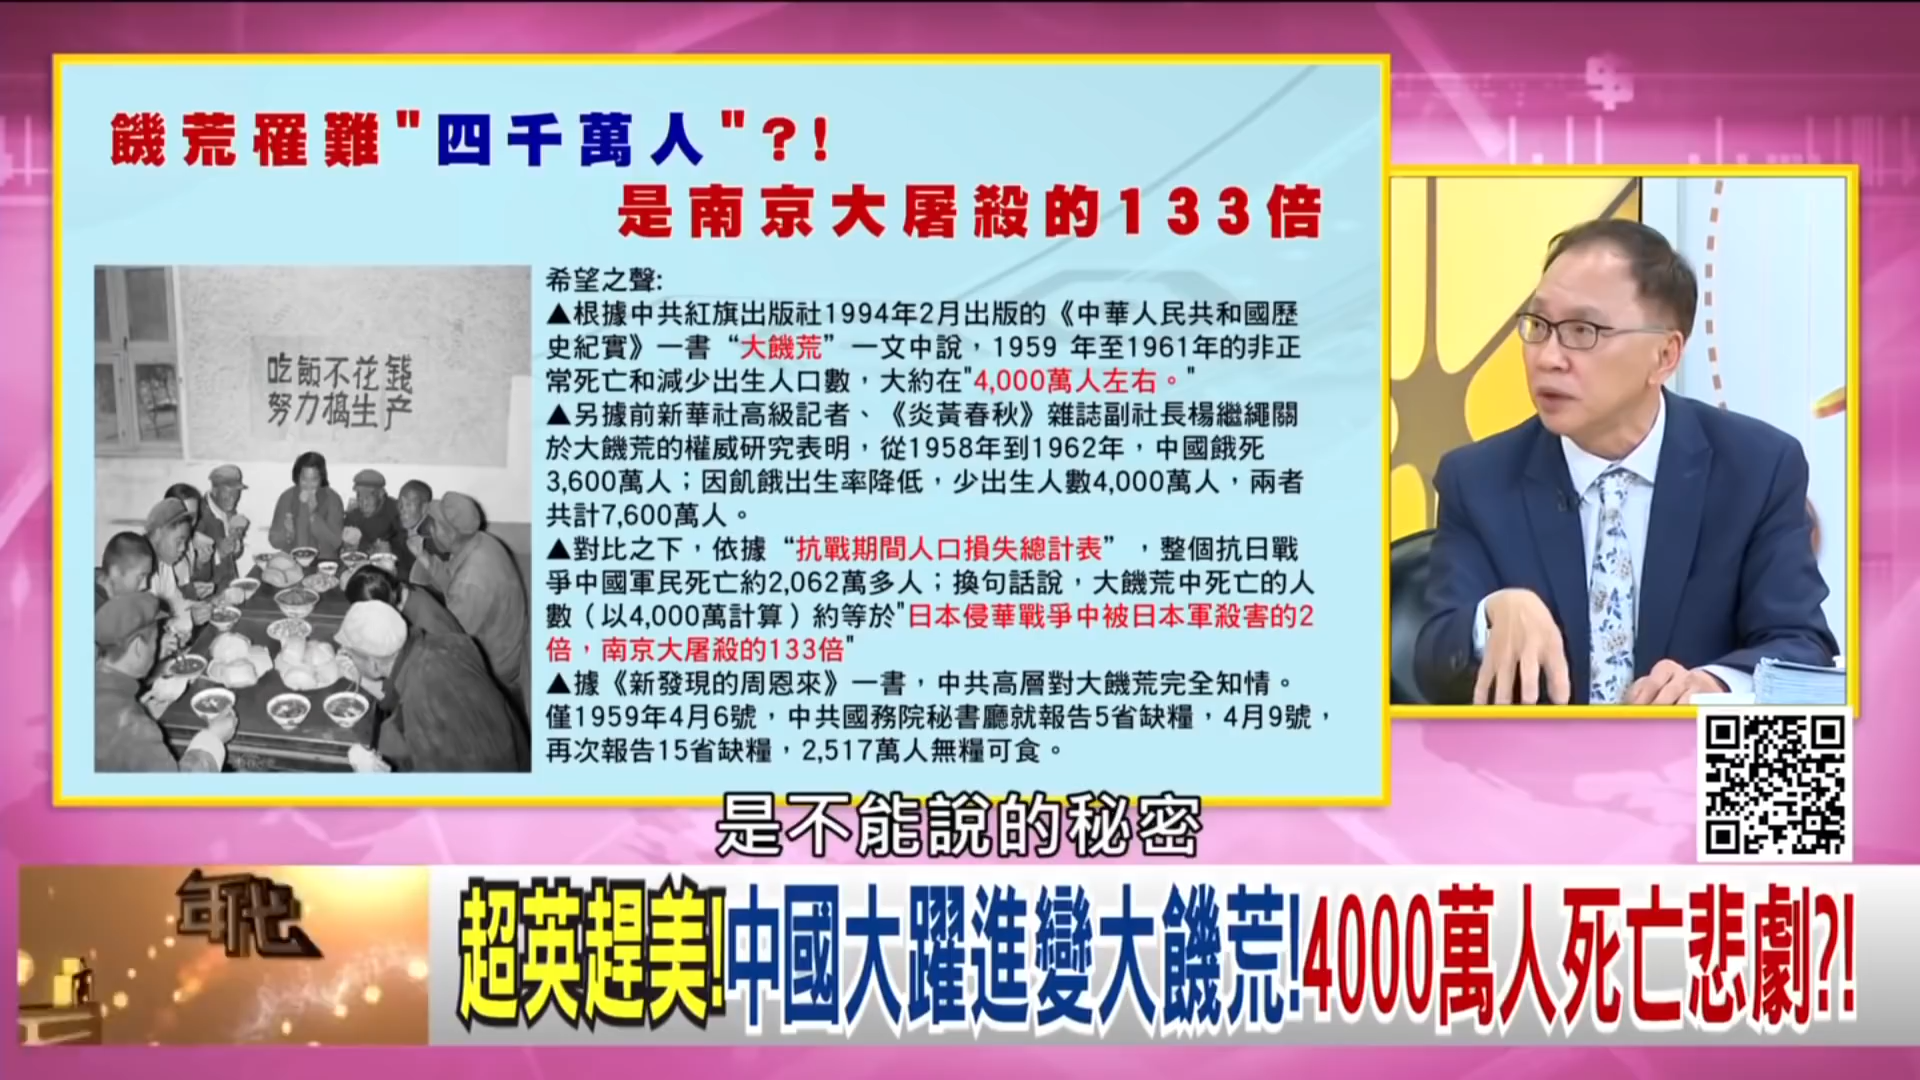 饑荒罹難"四千萬人"?!
是南京大屠殺的133倍
吃飯不花錢
努力搞生产
希望之聲:
▲根據中共紅旗出版社1994年2月出版的《中華人民共和國歷
史紀實》一書“大饑荒”一文中說，1959 年至1961年的非正
常死亡和減少出生人口數，大約在"4,000萬人左右。"
▲另據前新華社高級記者、《炎黃春秋》雜誌副社長楊繼繩關
於大饑荒的權威研究表明，從1958年到1962年，中國餓死
3,600萬人；因飢餓出生率降低，少出生人數4,000萬人，兩者
共計7,600萬人。
▲對比之下，依據“抗戰期間人口損失總計表”，整個抗日戰
爭中國軍民死亡約2,062萬多人；換句話說，大饑荒中死亡的人
數（以4,000萬計算）約等於"日本侵華戰爭中被日本軍殺害的2
倍，南京大屠殺的133倍"
▲據《新發現的周恩來》一書，中共高層對大饑荒完全知情。
僅1959年4月6號，中共國務院秘書廳就報告5省缺糧，4月9號，
再次報告15省缺糧，2,517萬人無糧可食。
是不能說的秘密
年代
超英趕美!中國大躍進變大饑荒!4000萬人死亡悲劇?!